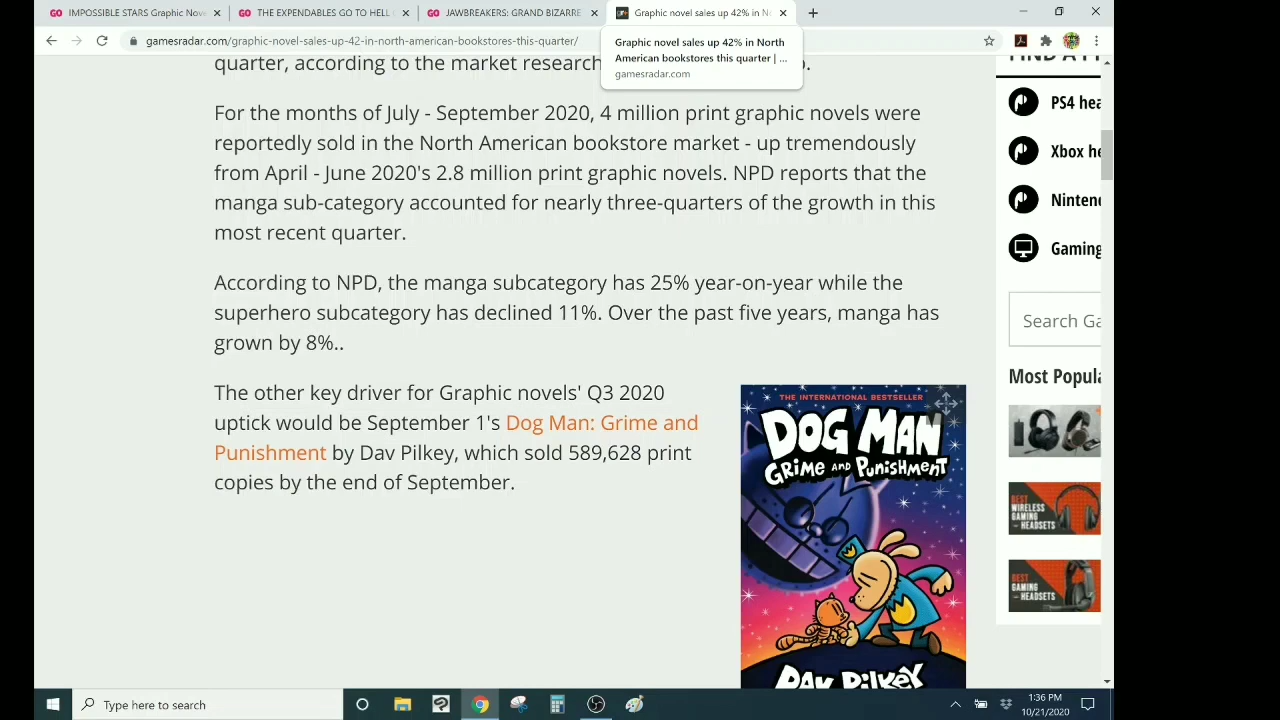 IMPOSSIBLE STARS Graphic Nove
THE EXPENDABLES GO TO HELL
JAWBREAKERS: GRAND BIZARRE
Graphic novel sales up 42% in N
gamesradar.com/graphic-novel-sales-up-42-in-north-american-bookstores-this-quarter/
Graphic novel sales up 42% in North
American bookstores this quarter | ...
gamesradar.com
quarter, according to the market research
For the months of July - September 2020, 4 million print graphic novels were
reportedly sold in the North American bookstore market - up tremendously
from April - June 2020's 2.8 million print graphic novels. NPD reports that the
manga sub-category accounted for nearly three-quarters of the growth in this
most recent quarter.
According to NPD, the manga subcategory has 25% year-on-year while the
superhero subcategory has declined 11%. Over the past five years, manga has
grown by 8%..
The other key driver for Graphic novels' Q3 2020
uptick would be September 1's Dog Man: Grime and
Punishment by Dav Pilkey, which sold 589,628 print
copies by the end of September.
THE INTERNATIONAL BESTSELLER
DOG MAN
GRIME AND PUNISHMENT
DAV PILKEY
PS4 hea
Xbox he
Ninten
Gaming
Search Ga
Most Popula
BEST
WIRELESS
GAMING
HEADSETS
BEST
GAMING
HEADSETS
Type here to search
1:36 PM
10/21/2020